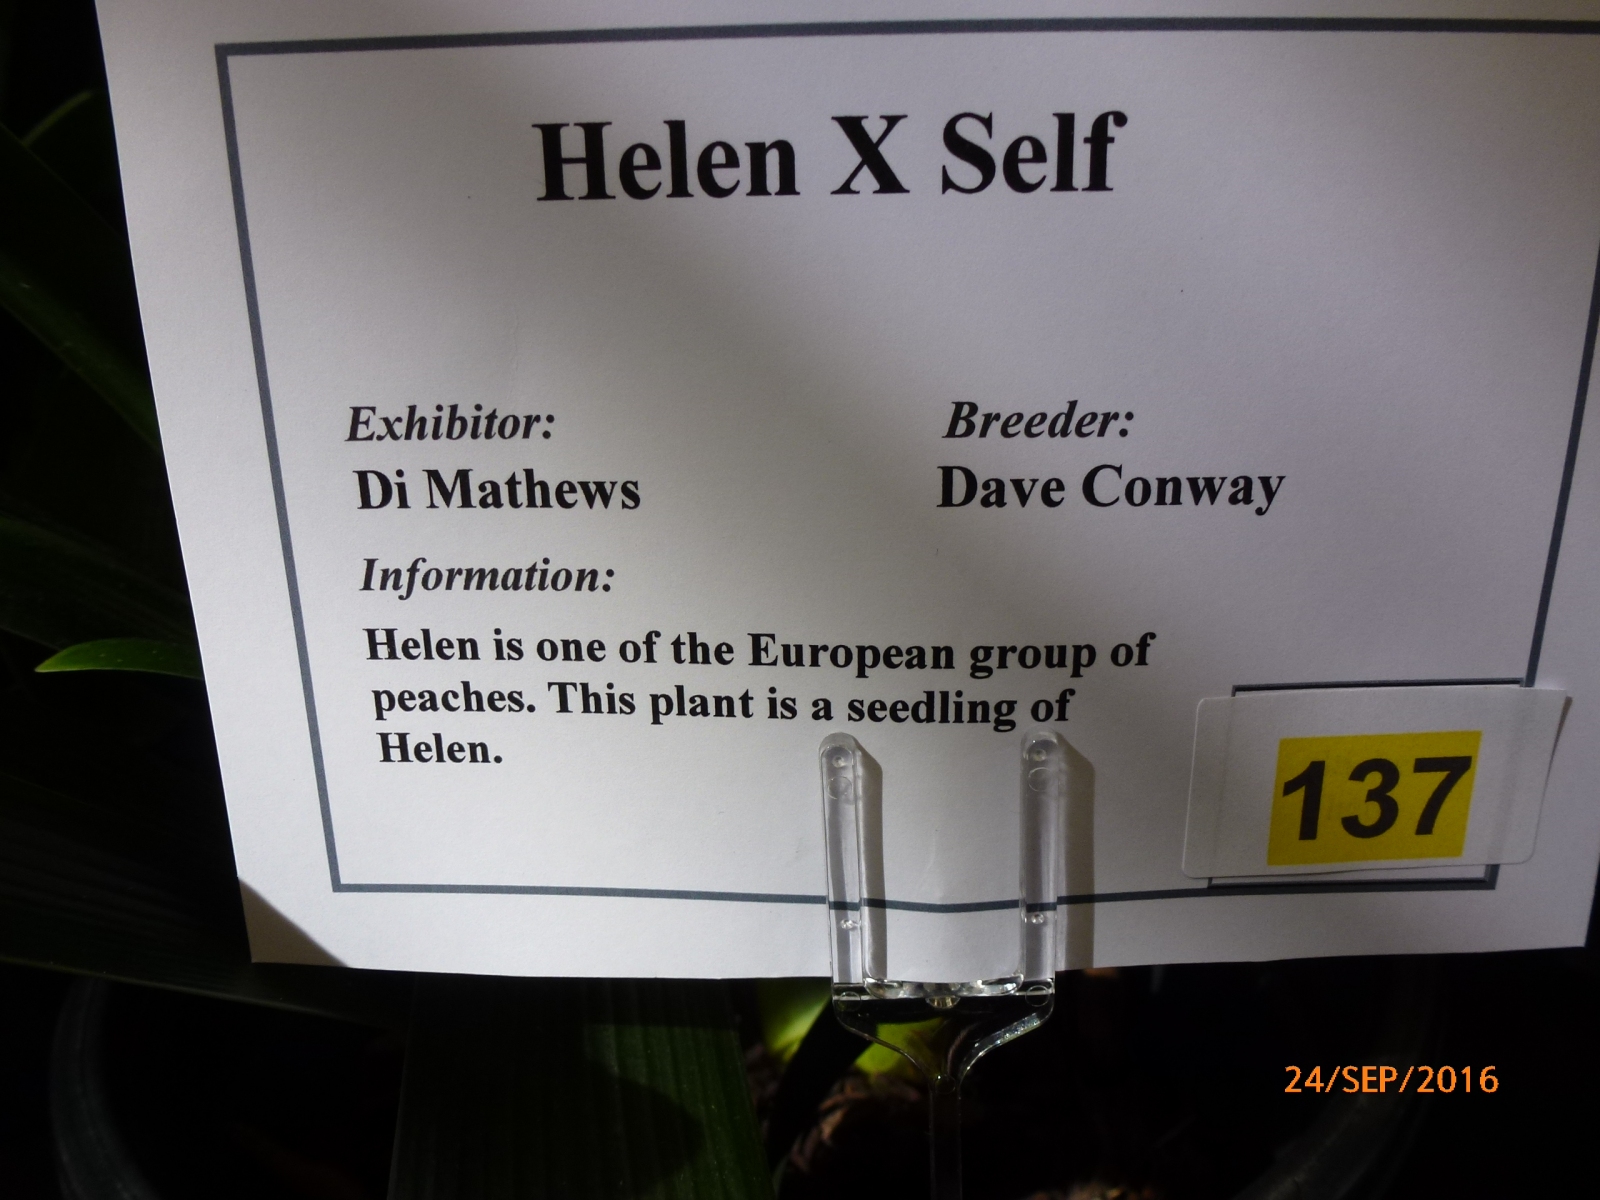 Helen X Self
Exhibitor:
Breeder:
Di Mathews
Dave Conway
Information:
Helen is one of the European group of
peaches. This plant is a seedling of
Helen.
137
24/SEP/2016